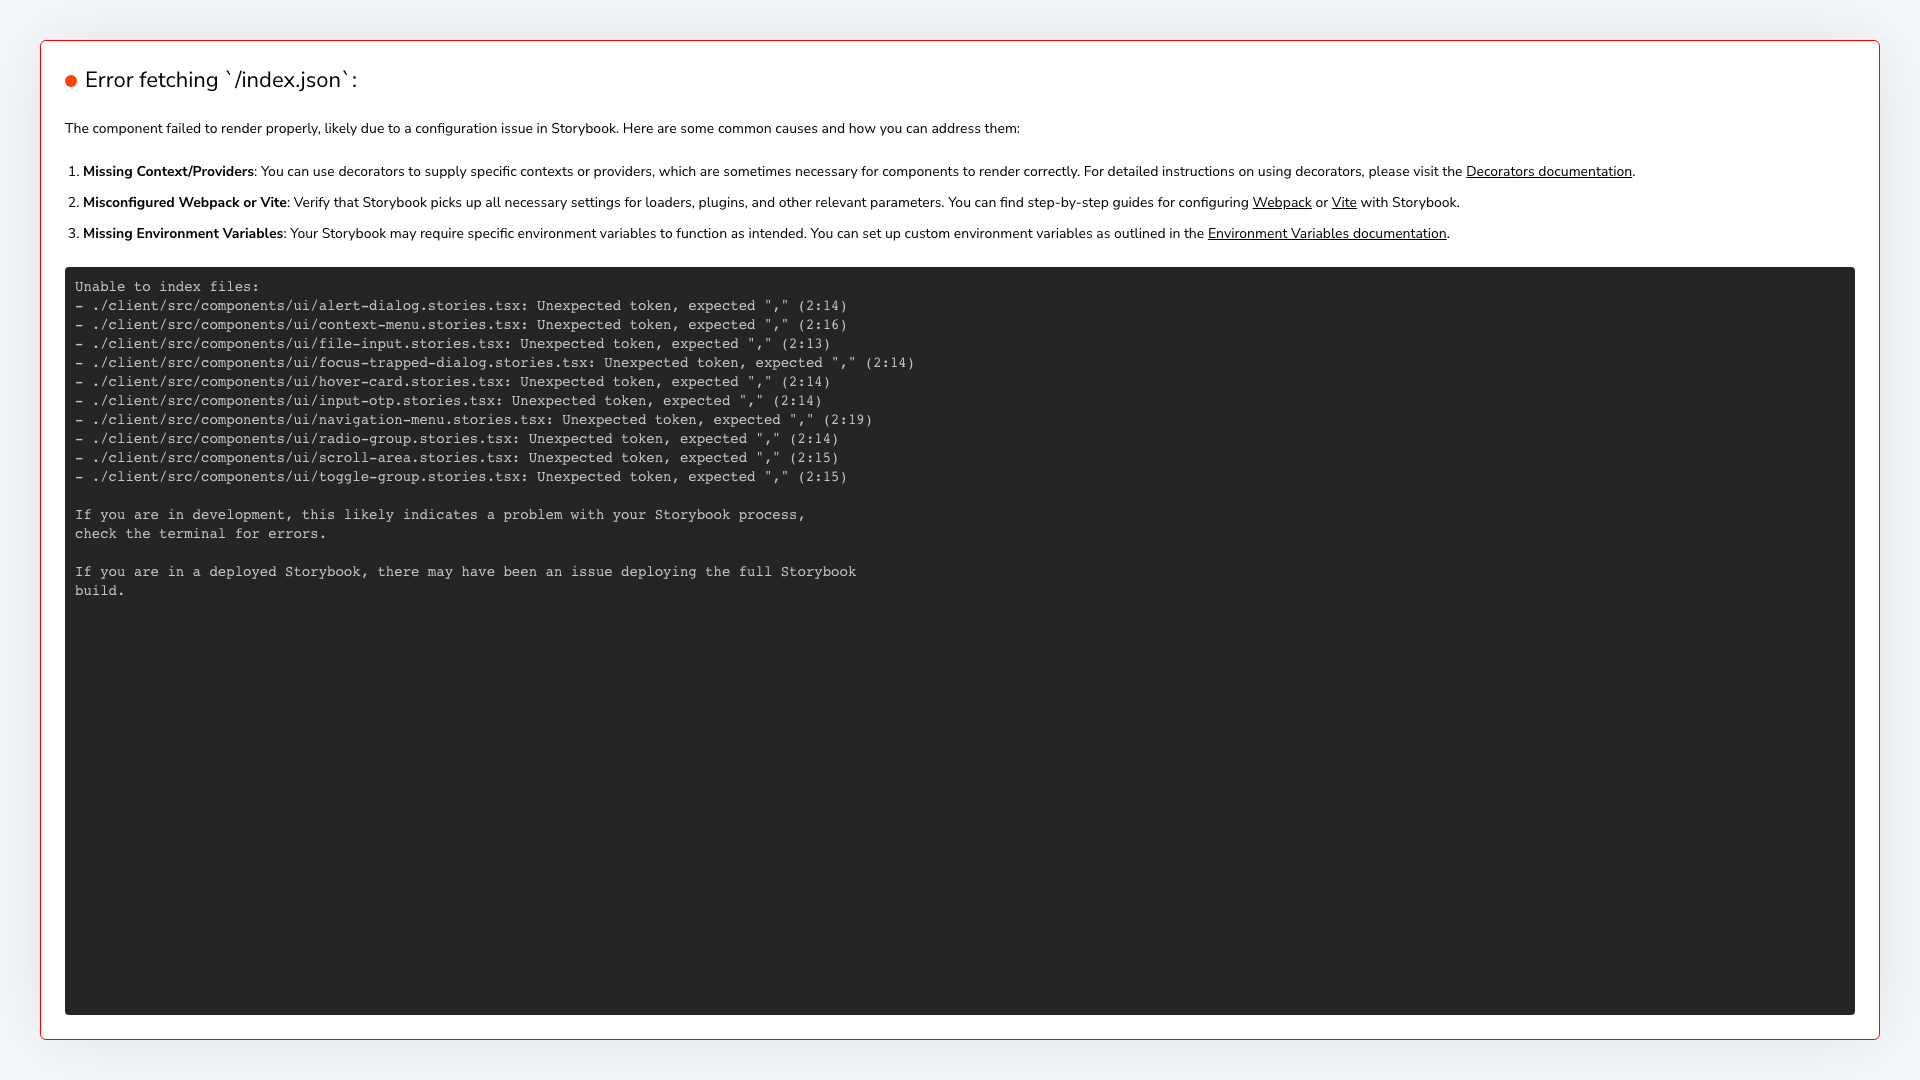 Error fetching `/index.json`:
The component failed to render properly, likely due to a configuration issue in Storybook. Here are some common causes and how you can address them:
1. Missing Context/Providers: You can use decorators to supply specific contexts or providers, which are sometimes necessary for components to render correctly. For detailed instructions on using decorators, please visit the Decorators documentation.
2. Misconfigured Webpack or Vite: Verify that Storybook picks up all necessary settings for loaders, plugins, and other relevant parameters. You can find step-by-step guides for configuring Webpack or Vite with Storybook.
3. Missing Environment Variables: Your Storybook may require specific environment variables to function as intended. You can set up custom environment variables as outlined in the Environment Variables documentation.
Unable to index files:
- ./client/src/components/ui/alert-dialog.stories.tsx: Unexpected token, expected "," (2:14)
- ./client/src/components/ui/context-menu.stories.tsx: Unexpected token, expected "," (2:16)
- ./client/src/components/ui/file-input.stories.tsx: Unexpected token, expected "," (2:13)
- ./client/src/components/ui/focus-trapped-dialog.stories.tsx: Unexpected token, expected "," (2:14)
- ./client/src/components/ui/hover-card.stories.tsx: Unexpected token, expected "," (2:14)
- ./client/src/components/ui/input-otp.stories.tsx: Unexpected token, expected "," (2:14)
- ./client/src/components/ui/navigation-menu.stories.tsx: Unexpected token, expected "," (2:19)
- ./client/src/components/ui/radio-group.stories.tsx: Unexpected token, expected "," (2:14)
- ./client/src/components/ui/scroll-area.stories.tsx: Unexpected token, expected "," (2:15)
- ./client/src/components/ui/toggle-group.stories.tsx: Unexpected token, expected "," (2:15)
If you are in development, this likely indicates a problem with your Storybook process,
check the terminal for errors.
If you are in a deployed Storybook, there may have been an issue deploying the full Storybook
build.